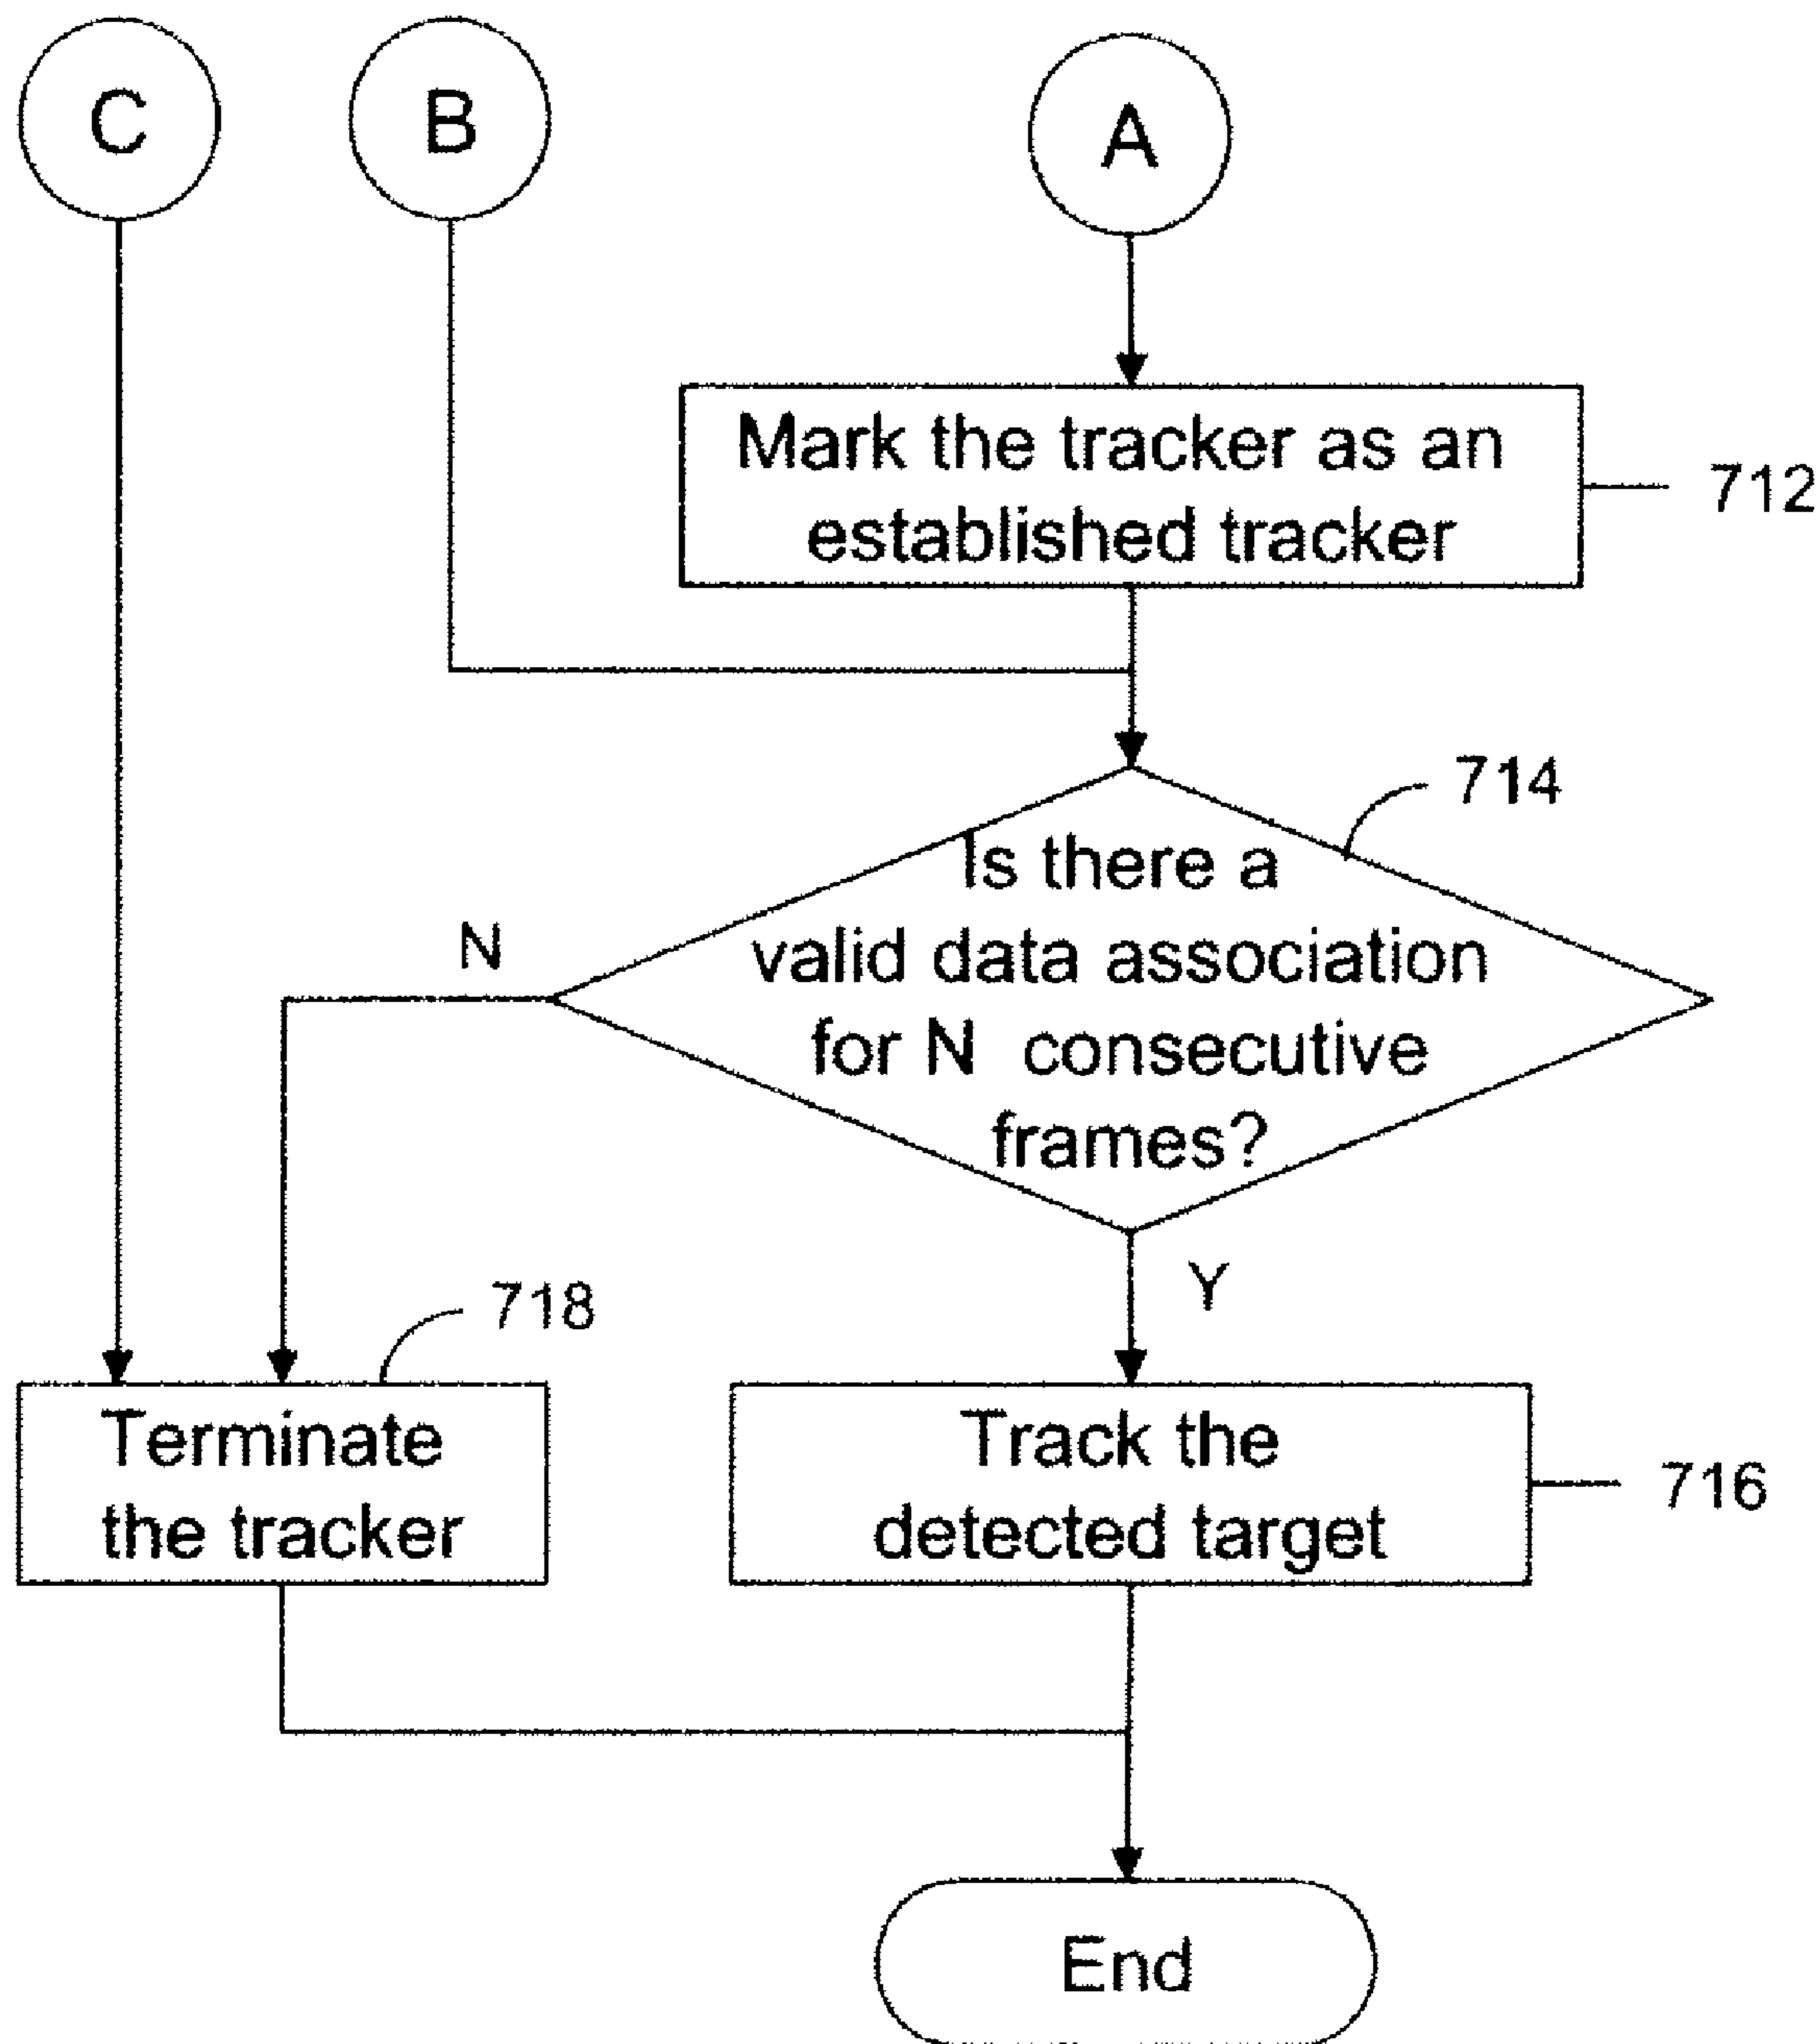 C
B
A
Mark the tracker as an
established tracker
712
714
Is there a
valid data association
for N consecutive
frames?
N
Y
718
Terminate
the tracker
Track the
detected target
716
End